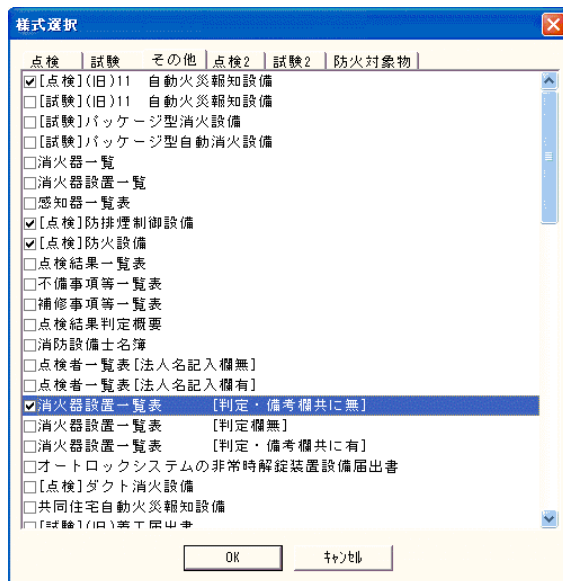 様式選択
点検 試験 その他 点検2 試験2 防火対象物
[点検](旧)11 自動火災報知設備
[試験](旧)11 自動火災報知設備
[試験]パッケージ型消火設備
[試験]パッケージ型自動消火設備
消火器一覧
消火器設置一覧
感知器一覧表
[点検]防排煙制御設備
[点検]防火設備
点検結果一覧表
不備事項等一覧表
補修事項等一覧表
点検結果判定概要
消防設備士名簿
点検者一覧表[法人名記入欄無]
点検者一覧表[法人名記入欄有]
消火器設置一覧表 [判定・備考欄共に無]
消火器設置一覧表 [判定欄無]
消火器設置一覧表 [判定・備考欄共に有]
オートロックシステムの非常時解錠装置設備届出書
[点検]ダクト消火設備
共同住宅自動火災報知設備
[試験](旧)着工届出書
OK キャンセル